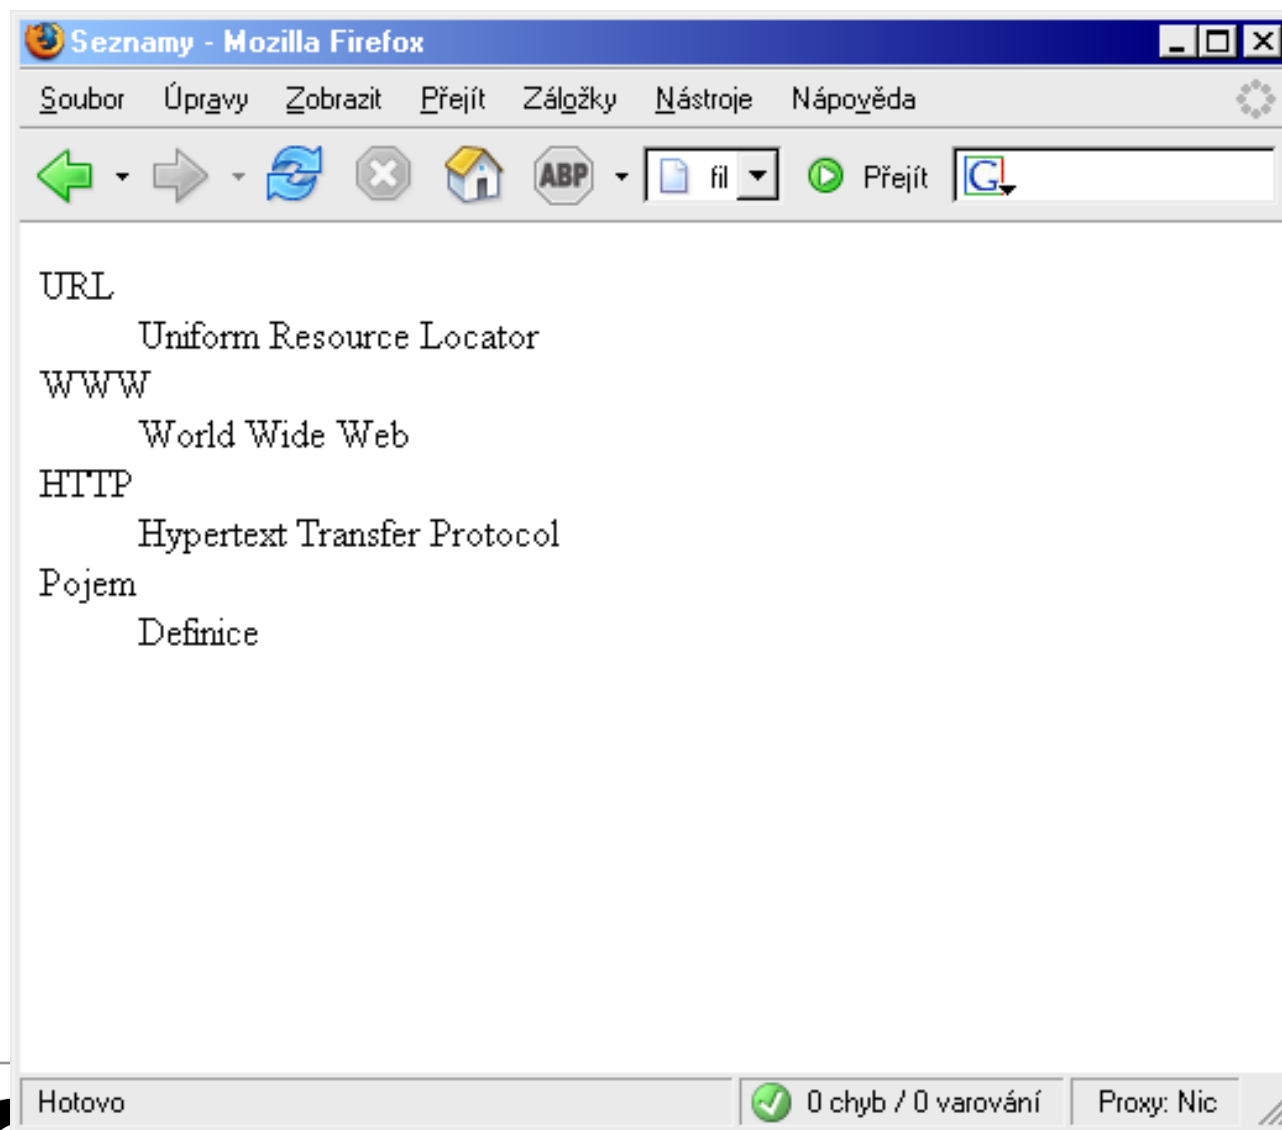 Seznamy - Mozilla Firefox
Soubor Úpravy Zobrazit Přejít Záložky Nástroje Nápověda
ABP fil Přejít G
URL
Uniform Resource Locator
WWW
World Wide Web
HTTP
Hypertext Transfer Protocol
Pojem
Definice
Hotovo 0 chyb / 0 varování Proxy: Nic